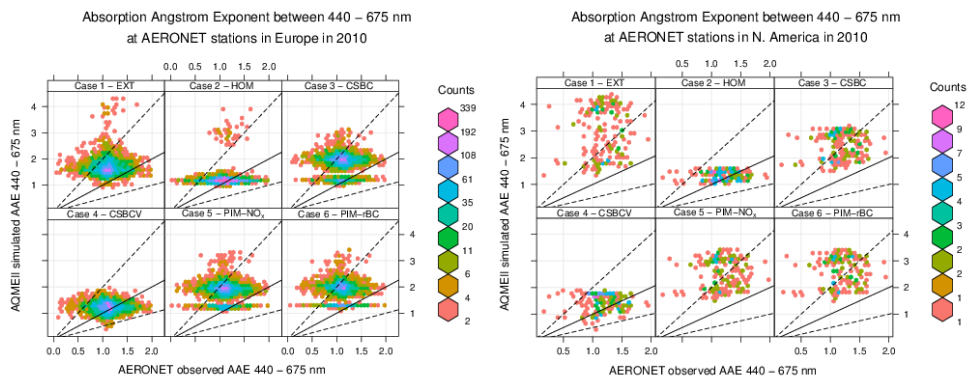 Absorption Angstrom Exponent between 440 – 675 nm
at AERONET stations in Europe in 2010
0.0 0.5 1.0 1.5 2.0
Case 1 – EXT Case 2 – HOM Case 3 – CSBC
4
3
2
1
Case 4 – CSBCV Case 5 – PIM–NOₓ Case 6 – PIM–rBC
4
3
2
1
0.0 0.5 1.0 1.5 2.0 0.0 0.5 1.0 1.5 2.0
AQMEII simulated AAE 440 – 675 nm
AERONET observed AAE 440 – 675 nm
Counts
339
192
108
61
35
20
11
6
4
2
Absorption Angstrom Exponent between 440 – 675 nm
at AERONET stations in N. America in 2010
0.5 1.0 1.5 2.0
Case 1 – EXT Case 2 – HOM Case 3 – CSBC
4
3
2
1
Case 4 – CSBCV Case 5 – PIM–NOₓ Case 6 – PIM–rBC
4
3
2
1
0.5 1.0 1.5 2.0 0.5 1.0 1.5 2.0
AQMEII simulated AAE 440 – 675 nm
AERONET observed AAE 440 – 675 nm
Counts
12
9
7
5
4
3
2
2
1
1